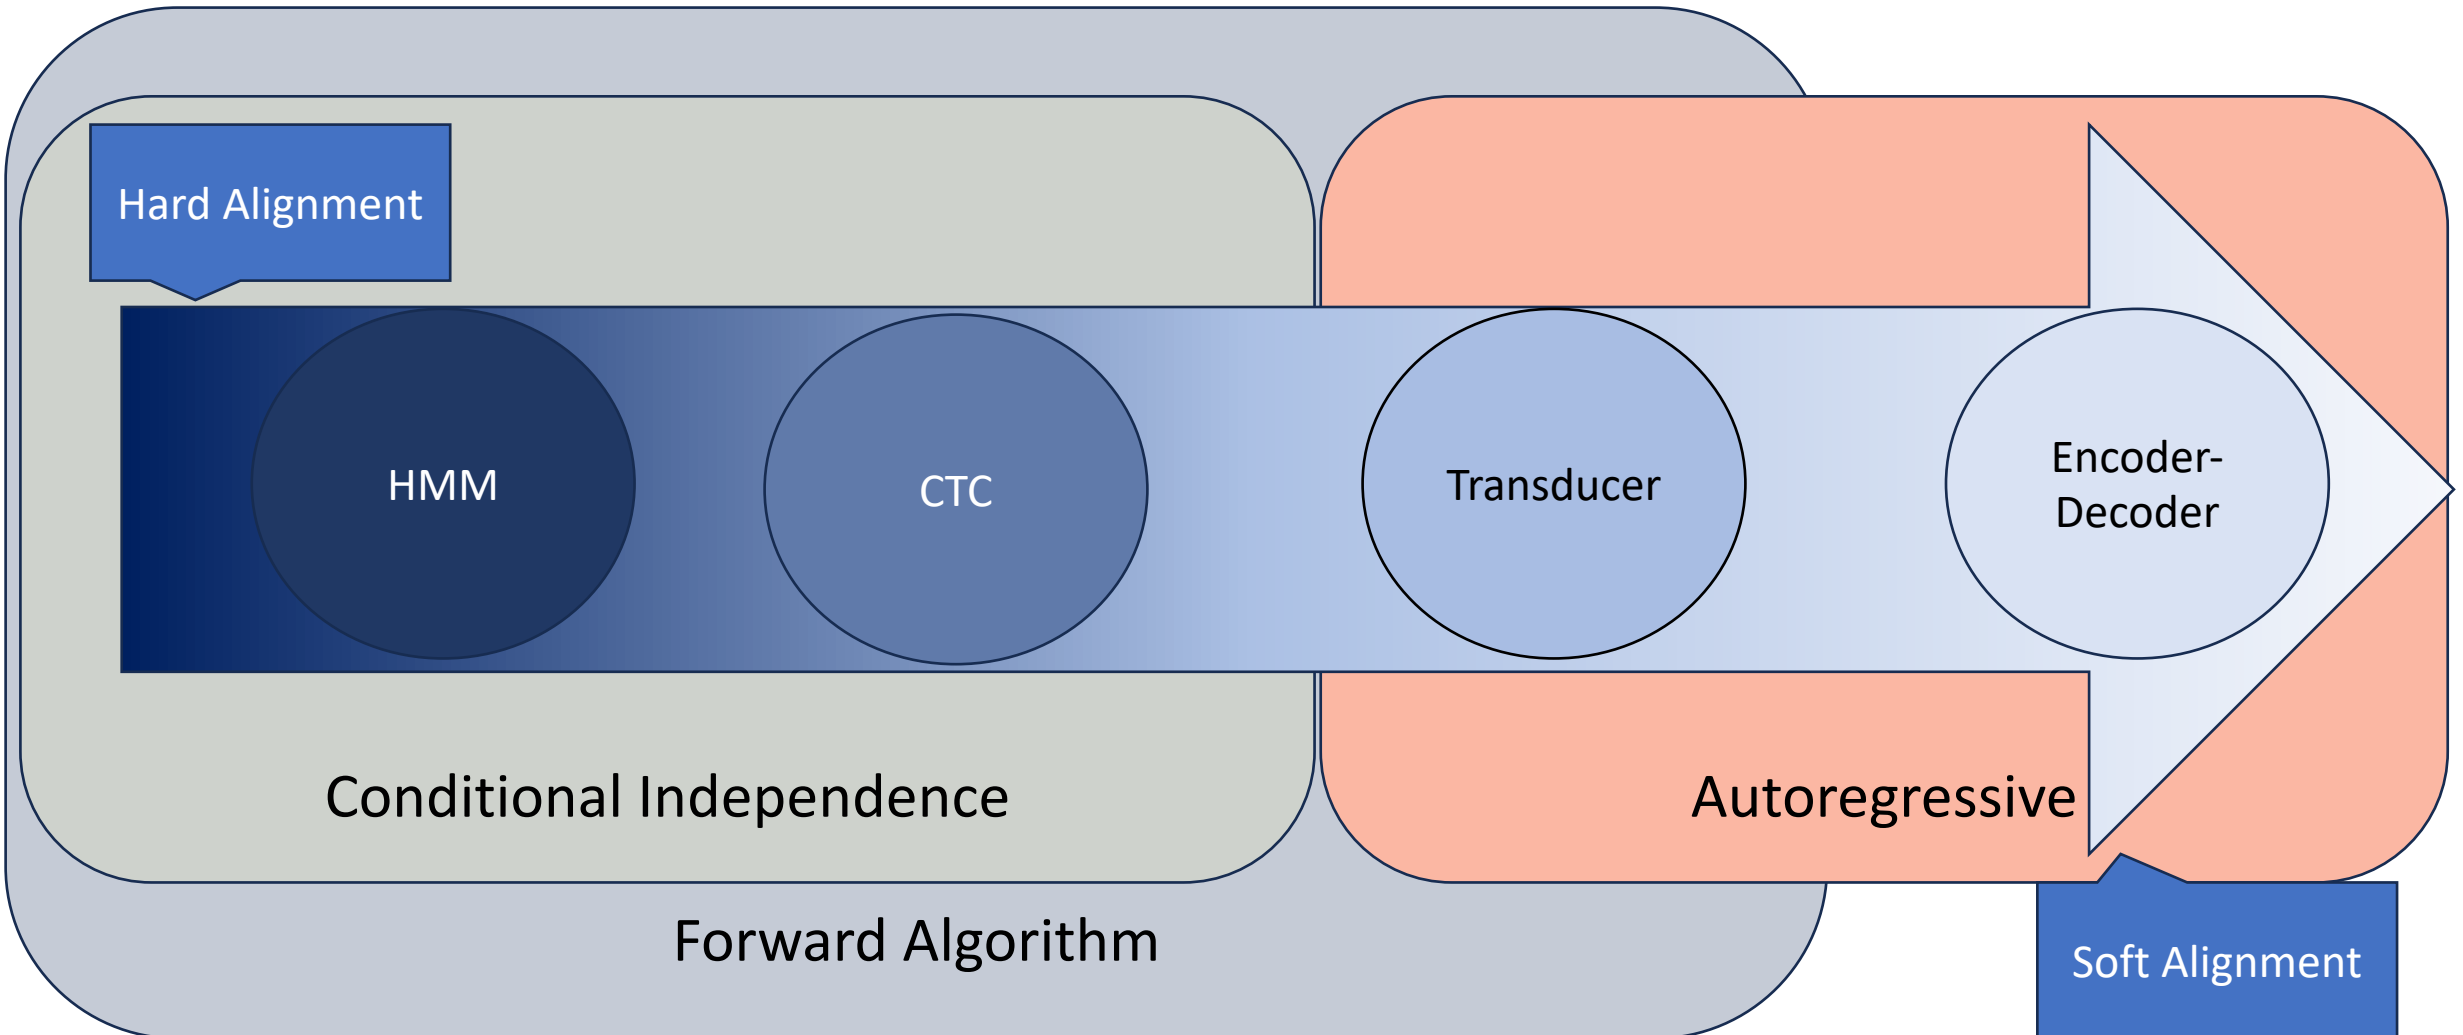 Hard Alignment
HMM
CTC
Transducer
Encoder-
Decoder
Conditional Independence
Autoregressive
Forward Algorithm
Soft Alignment